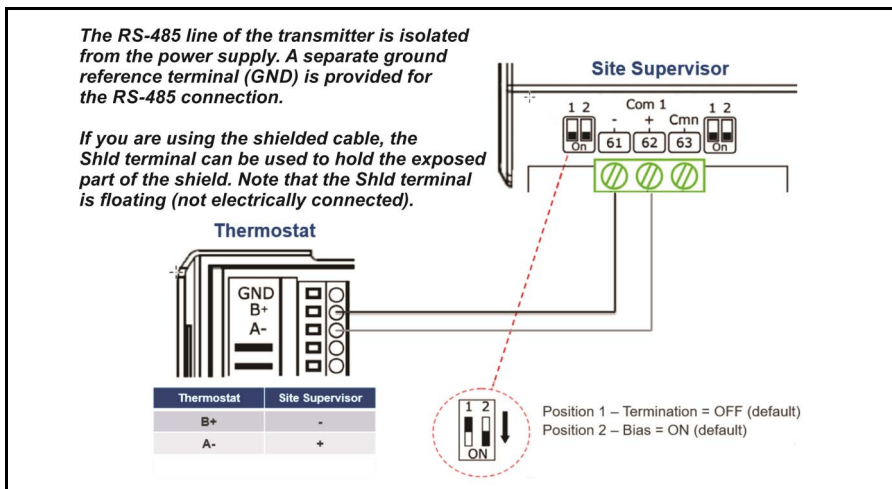 The RS-485 line of the transmitter is isolated
from the power supply. A separate ground
reference terminal (GND) is provided for
the RS-485 connection.
If you are using the shielded cable, the
Shld terminal can be used to hold the exposed
part of the shield. Note that the Shld terminal
is floating (not electrically connected).
Site Supervisor
1 2
Com 1
1 2
- + Cmn
On 61 62 63 On
Thermostat
GND
B+
A-
Thermostat Site Supervisor
B+ -
A- +
1 2
ON
Position 1 – Termination = OFF (default)
Position 2 – Bias = ON (default)